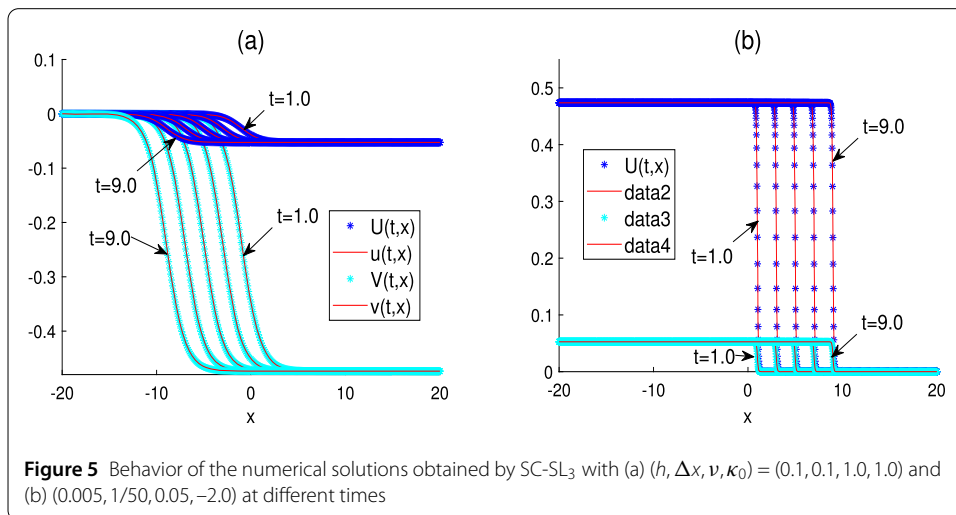 (a)
0.1
0
-0.1
-0.2
-0.3
-0.4
-20
-10
0
10
20
x
t=1.0
t=9.0
t=9.0
t=1.0
U(t,x)
u(t,x)
V(t,x)
v(t,x)
(b)
0.5
0.4
0.3
0.2
0.1
0
-20
-10
0
10
20
x
t=9.0
t=1.0
t=1.0
t=9.0
U(t,x)
data2
data3
data4
Figure 5 Behavior of the numerical solutions obtained by SC-SL₃ with (a) (h, Δx, ν, κ₀) = (0.1, 0.1, 1.0, 1.0) and
(b) (0.005, 1/50, 0.05, –2.0) at different times